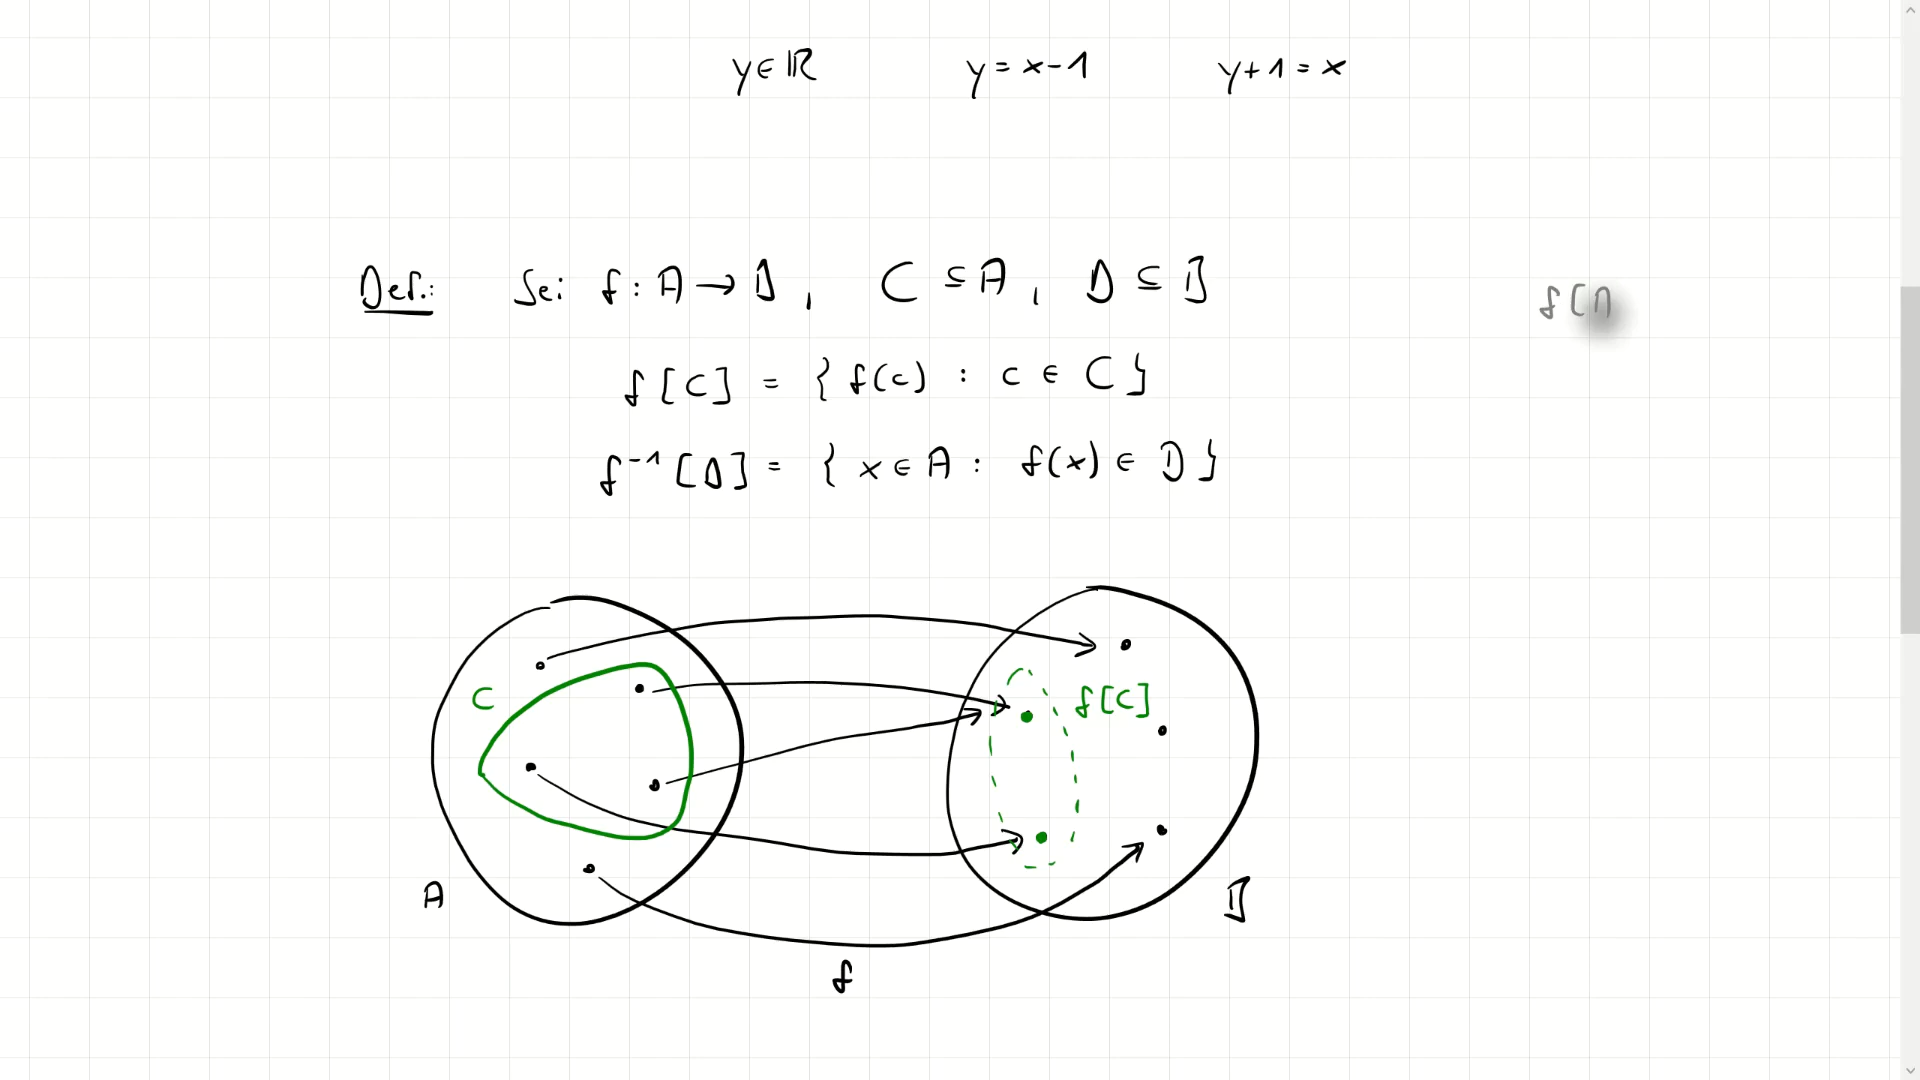 y ∈ ℝ y = x - 1 y + 1 = x
Def.: Sei f : A → B , C ⊆ A , D ⊆ B
f [
f [C] = { f(c) : c ∈ C }
f⁻¹ [D] = { x ∈ A : f(x) ∈ D }
C f[C]
A B
f